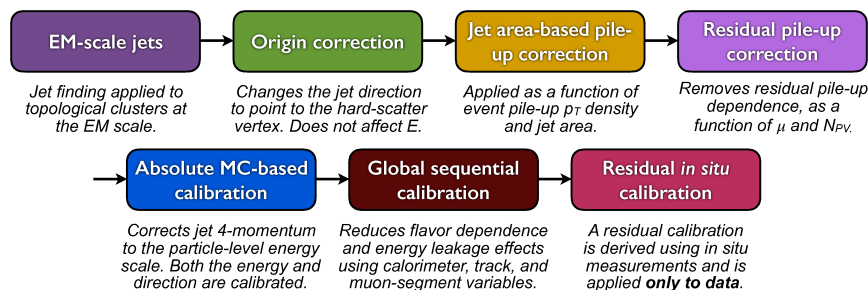 EM-scale jets
Jet finding applied to
topological clusters at
the EM scale.
Origin correction
Changes the jet direction
to point to the hard-scatter
vertex. Does not affect E.
Jet area-based pile-
up correction
Applied as a function of
event pile-up pT density
and jet area.
Residual pile-up
correction
Removes residual pile-up
dependence, as a
function of μ and NPV.
Absolute MC-based
calibration
Corrects jet 4-momentum
to the particle-level energy
scale. Both the energy and
direction are calibrated.
Global sequential
calibration
Reduces flavor dependence
and energy leakage effects
using calorimeter, track, and
muon-segment variables.
Residual in situ
calibration
A residual calibration
is derived using in situ
measurements and is
applied only to data.